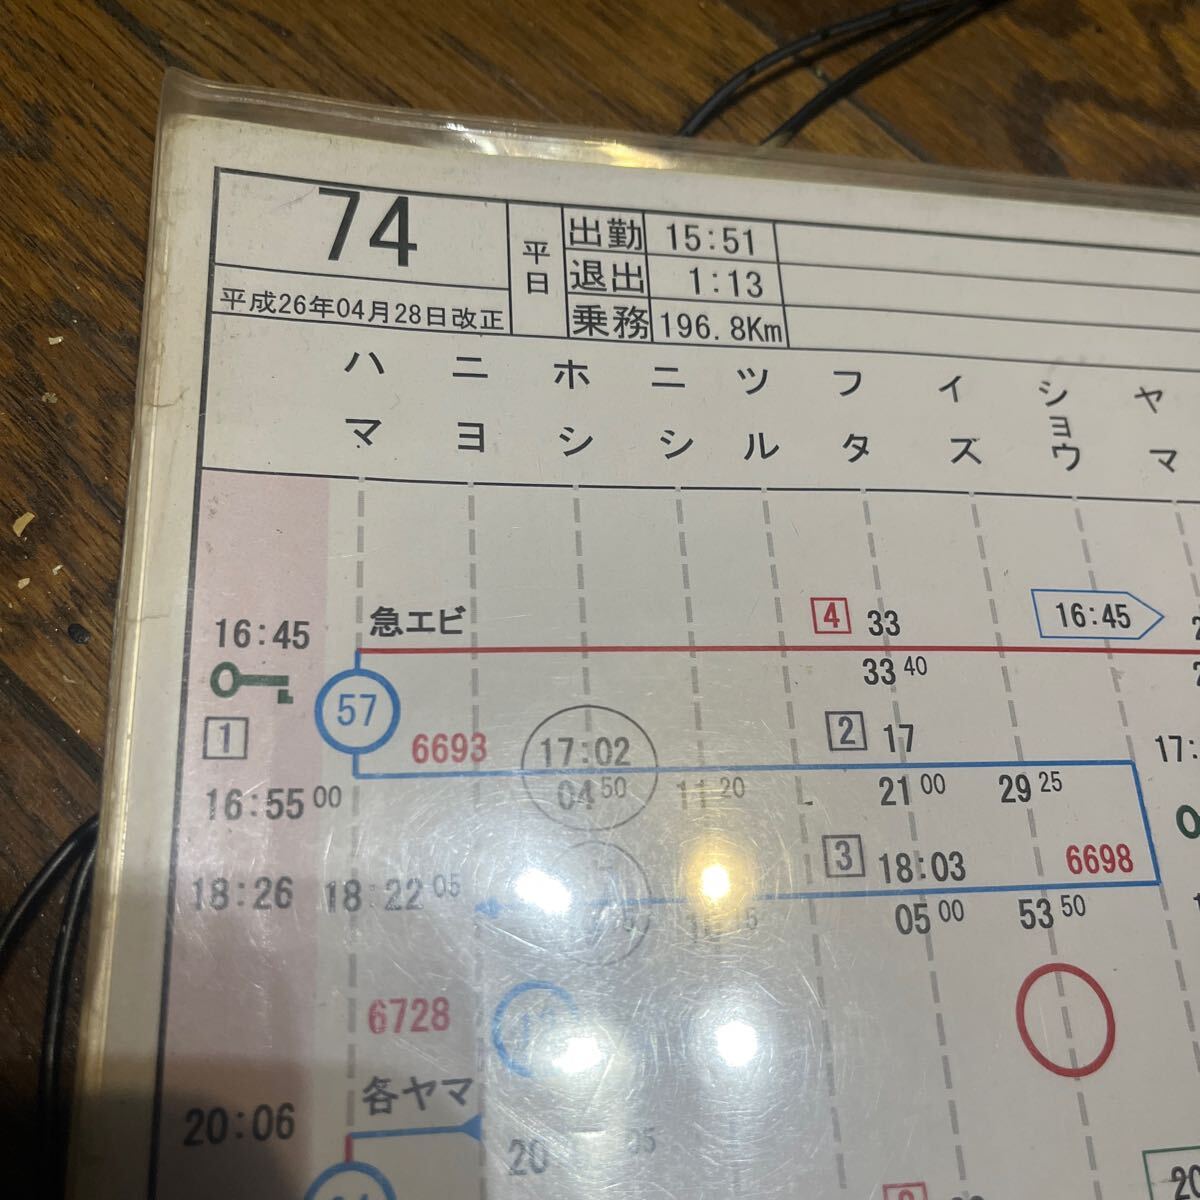 74
平成26年04月28日改正
平日
出勤 15:51
退出 1:13
乗務 196.8Km
ハマ ニヨ ホシ ニシ ツル フタ イズ ショウ ヤマ
急エビ 4 33 16:45
16:45
33 40
57
1
6693 17:02 2 17 17:
16:55 00 04 50 11 20 21 00 29 25
3 18:03 6698
18:26 18 22 05
05 00 53 50
6728
各ヤマ
20:06
20